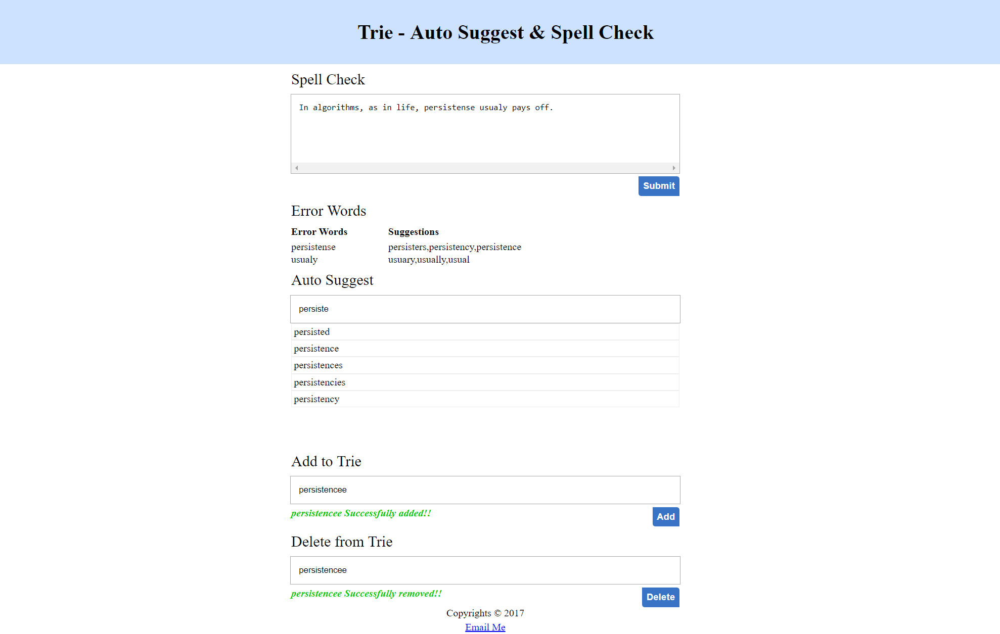 Trie - Auto Suggest & Spell Check
Spell Check
In algorithms, as in life, persistense usualy pays off.
Submit
Error Words
Error Words Suggestions
persistense persisters,persistency,persistence
usualy usuary,usually,usual
Auto Suggest
persiste
persisted
persistence
persistences
persistencies
persistency
Add to Trie
persistencee
persistencee Successfully added!!
Add
Delete from Trie
persistencee
persistencee Successfully removed!!
Delete
Copyrights © 2017
Email Me